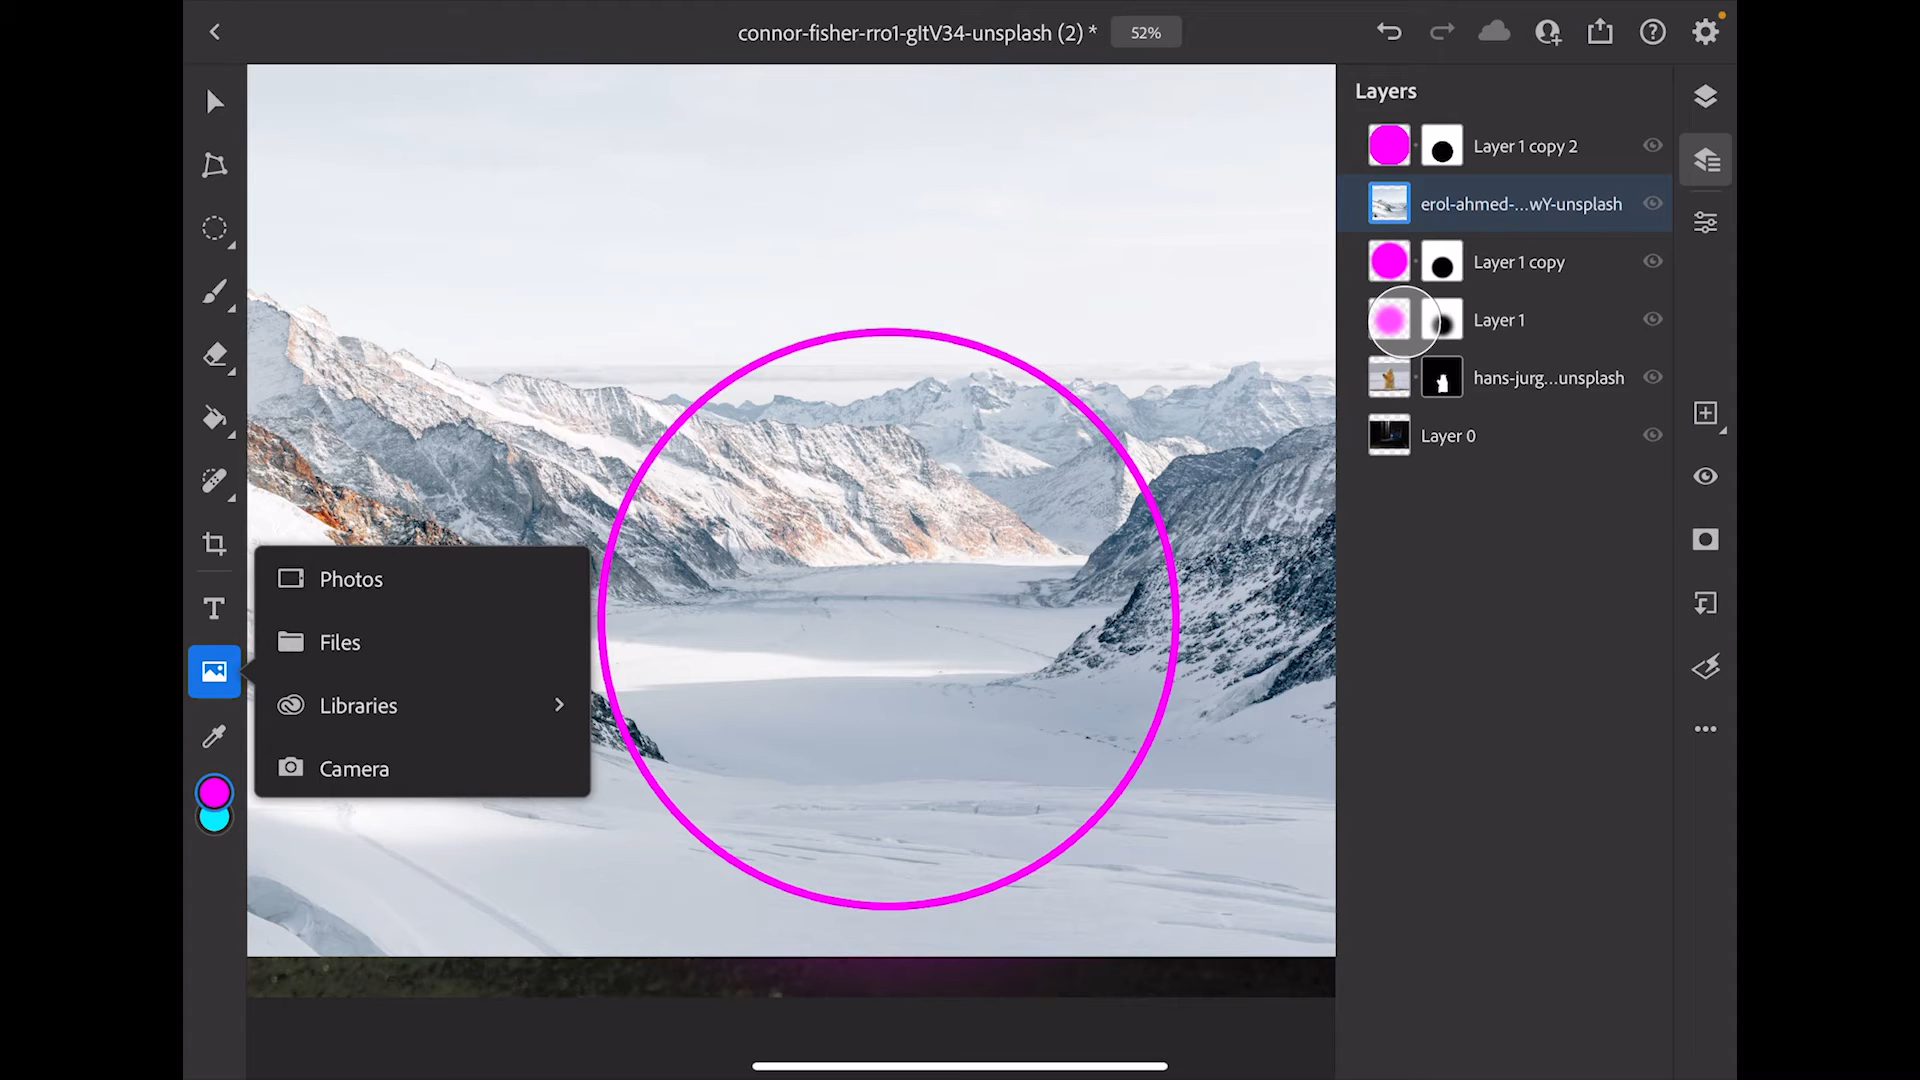 connor-fisher-rro1-gItV34-unsplash (2) *
52%
Layers
Layer 1 copy 2
erol-ahmed-...wY-unsplash
Layer 1 copy
Layer 1
hans-jurg...unsplash
Layer 0
Photos
Files
Libraries
Camera